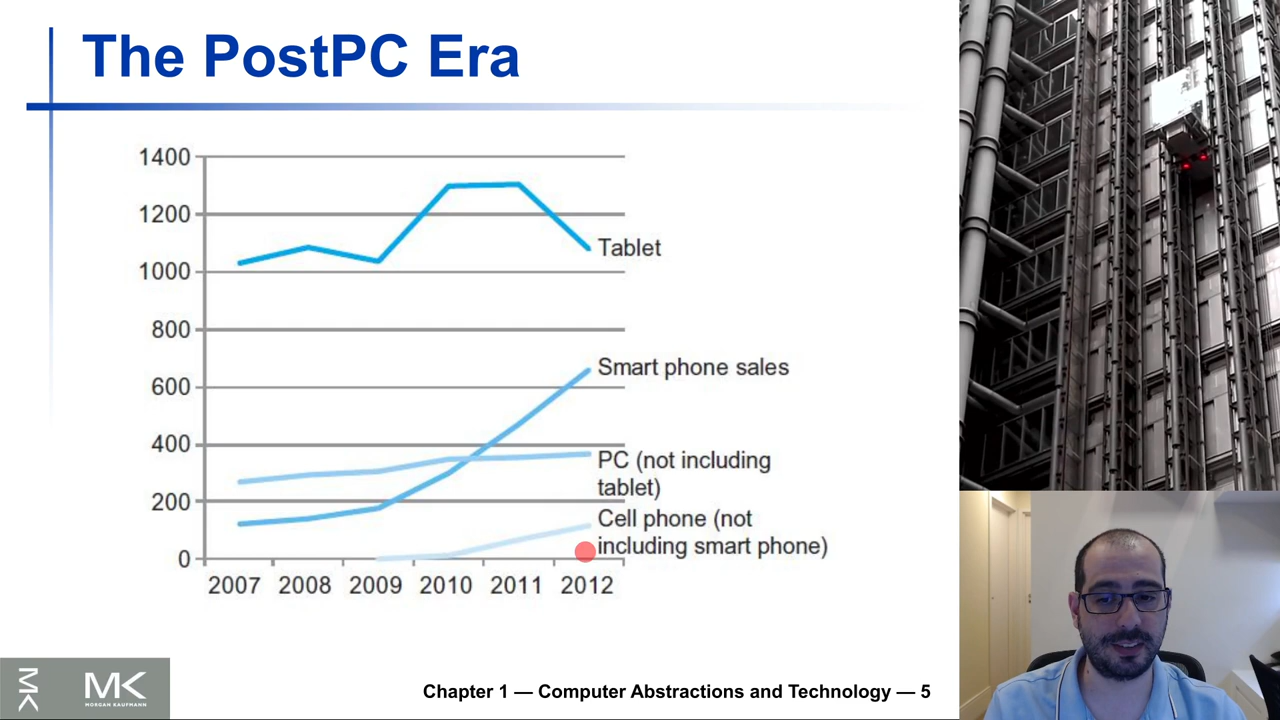 The PostPC Era
1400
1200
1000
800
600
400
200
0
2007 2008 2009 2010 2011 2012
Tablet
Smart phone sales
PC (not including
tablet)
Cell phone (not
including smart phone)
MK
MK
MORGAN KAUFMANN
Chapter 1 — Computer Abstractions and Technology — 5